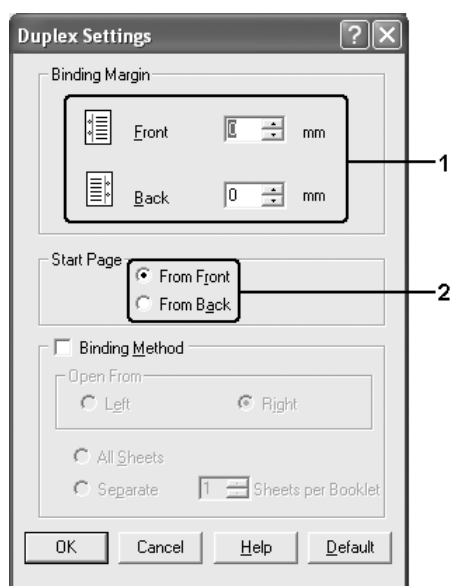 Duplex Settings
Binding Margin
Front 0 mm
1
Back 0 mm
Start Page
From Front
2
From Back
Binding Method
Open From
Left Right
All Sheets
Separate 1 Sheets per Booklet
OK Cancel Help Default